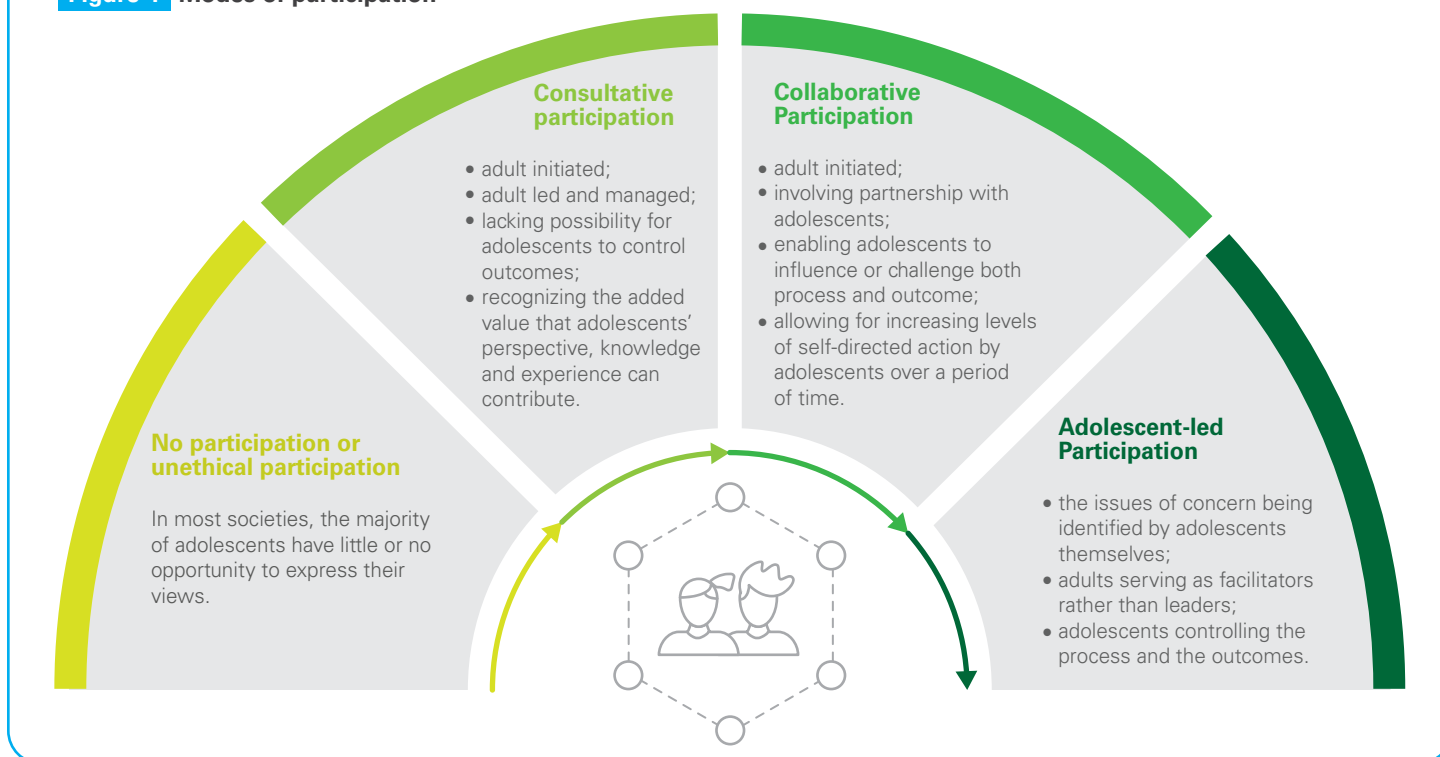 Modes of participation
Consultative
participation
• adult initiated;
• adult led and managed;
• lacking possibility for
adolescents to control
outcomes;
• recognizing the added
value that adolescents’
perspective, knowledge
and experience can
contribute.
Collaborative
Participation
• adult initiated;
• involving partnership with
adolescents;
• enabling adolescents to
influence or challenge both
process and outcome;
• allowing for increasing levels
of self-directed action by
adolescents over a period
of time.
No participation or
unethical participation
In most societies, the majority
of adolescents have little or no
opportunity to express their
views.
Adolescent-led
Participation
• the issues of concern being
identified by adolescents
themselves;
• adults serving as facilitators
rather than leaders;
• adolescents controlling the
process and the outcomes.